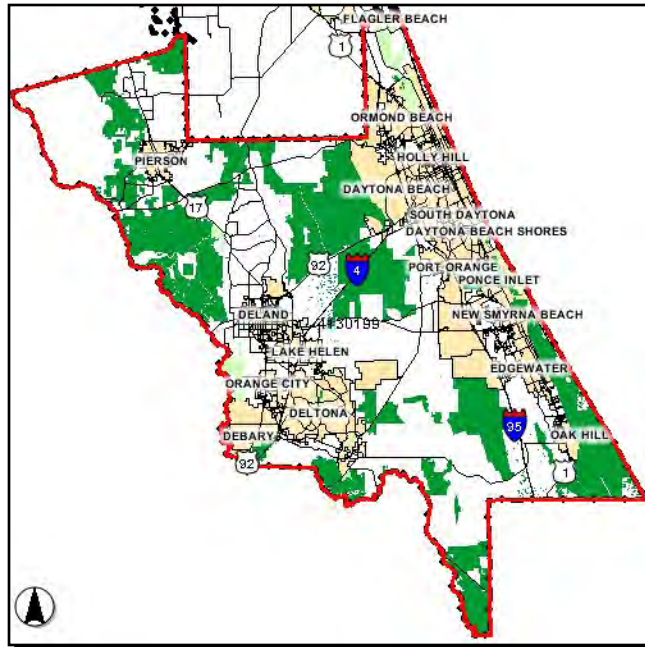 FLAGLER BEACH
1
ORMOND BEACH
HOLLY HILL
PIERSON
DAYTONA BEACH
17
SOUTH DAYTONA
DAYTONA BEACH SHORES
92
4
PORT ORANGE
PONCE INLET
DELAND
NEW SMYRNA BEACH
LAKE HELEN
EDGEWATER
ORANGE CITY
DELTONA
95
DEBARY
OAK HILL
92
1